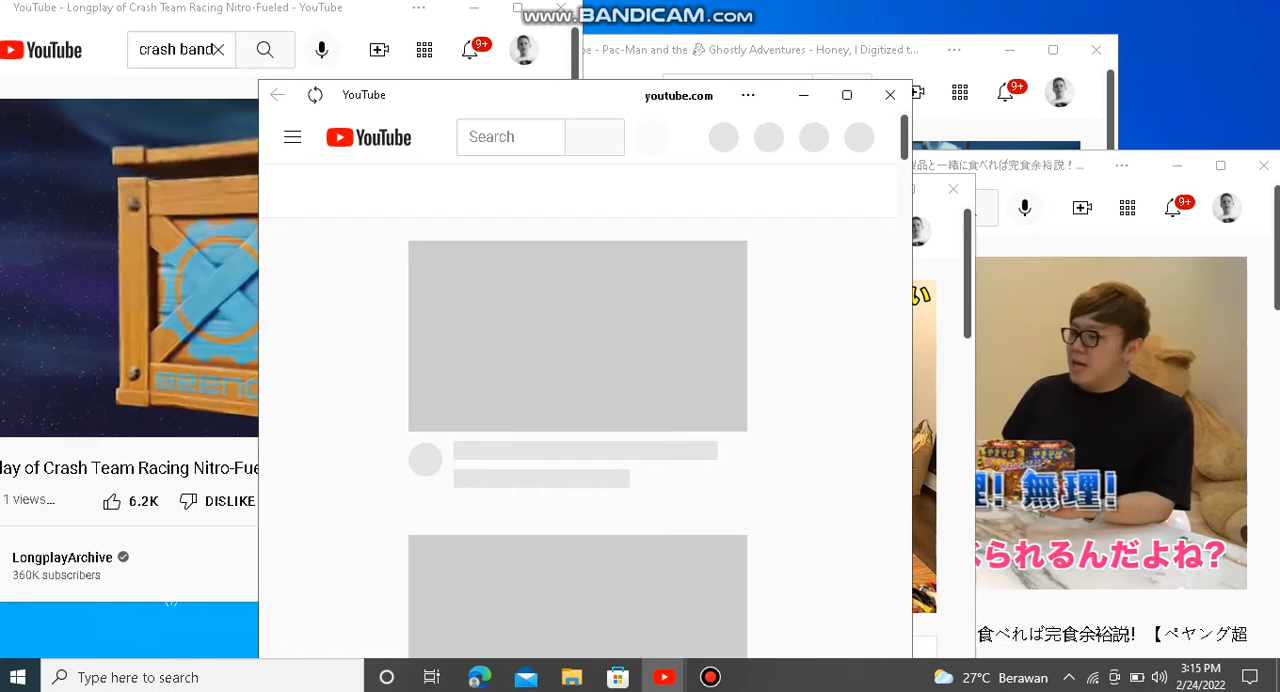 YouTube - Longplay of Crash Team Racing Nitro-Fueled - YouTube
www.BANDICAM.com
YouTube
crash band
9+
be - Pac-Man and the Ghostly Adventures - Honey, I Digitized t...
9+
YouTube
youtube.com
YouTube
Search
製品と一緒に食べれば完食余裕説！...
9+
い
無理!
られるんだよね?
lay of Crash Team Racing Nitro-Fue
1 views...
6.2K
DISLIKE
LongplayArchive
360K subscribers
(1)
食べれば完食余裕説!【ペヤング超
Type here to search
27°C Berawan
3:15 PM
2/24/2022